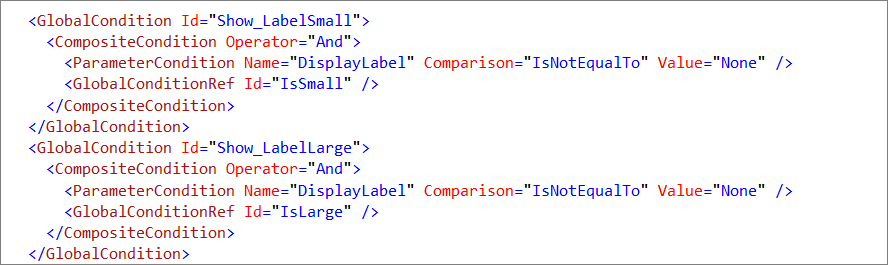 <GlobalCondition Id="Show_LabelSmall">
<CompositeCondition Operator="And">
<ParameterCondition Name="DisplayLabel" Comparison="IsNotEqualTo" Value="None" />
<GlobalConditionRef Id="IsSmall" />
</CompositeCondition>
</GlobalCondition>
<GlobalCondition Id="Show_LabelLarge">
<CompositeCondition Operator="And">
<ParameterCondition Name="DisplayLabel" Comparison="IsNotEqualTo" Value="None" />
<GlobalConditionRef Id="IsLarge" />
</CompositeCondition>
</GlobalCondition>